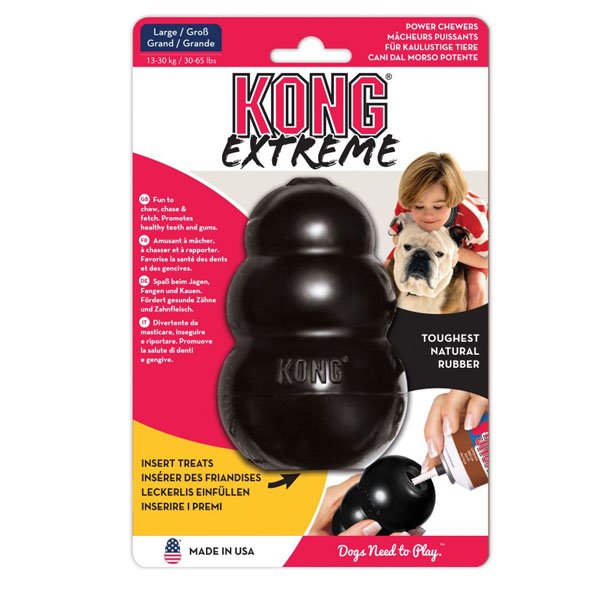 Large / Groß
Grand / Grande
13-30 kg / 30-65 lbs
POWER CHEWERS
MÂCHEURS PUISSANTS
FÜR KAULUSTIGE TIERE
CANI DAL MORSO POTENTE
KONG®
EXTREME
GB Fun to
chew, chase &
fetch. Promotes
healthy teeth and gums.
FR Amusant à mâcher,
à chasser et à rapporter.
Favorise la santé des dents
et des gencives.
DE Spaß beim Jagen,
Fangen und Kauen.
Fördert gesunde Zähne
und Zahnfleisch.
IT Divertente da
masticare, inseguire
e riportare. Promuove
la salute di denti
e gengive.
TOUGHEST
NATURAL
RUBBER
KONG®
INSERT TREATS
INSÉRER DES FRIANDISES
LECKERLIS EINFÜLLEN
INSERIRE I PREMI
MADE IN USA
Dogs Need to Play.™